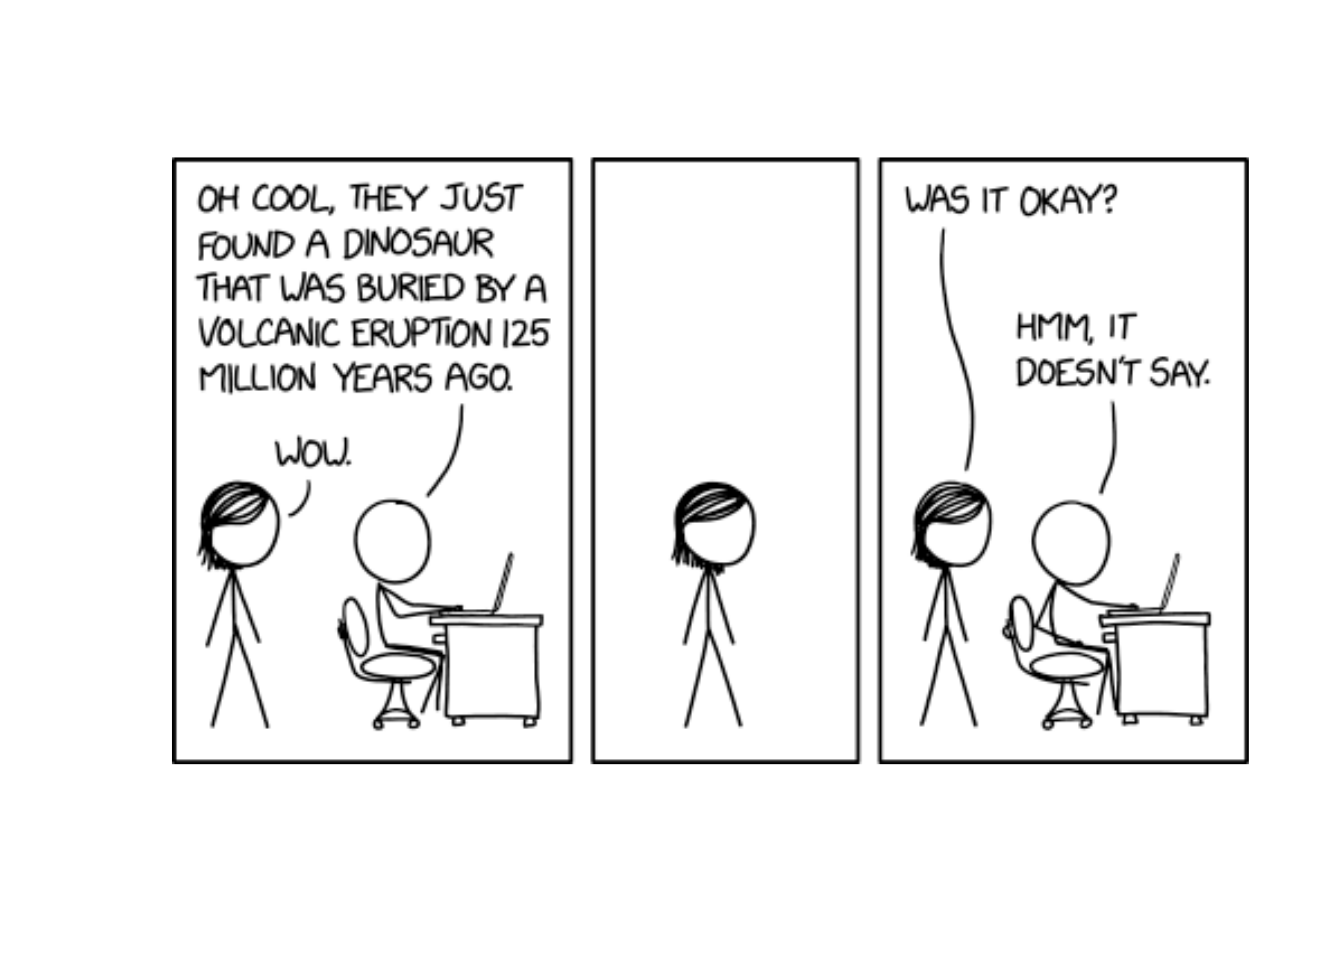 OH COOL, THEY JUST
FOUND A DINOSAUR
THAT WAS BURIED BY A
VOLCANIC ERUPTION 125
MILLION YEARS AGO.
WOW.
WAS IT OKAY?
HMM, IT
DOESN'T SAY.